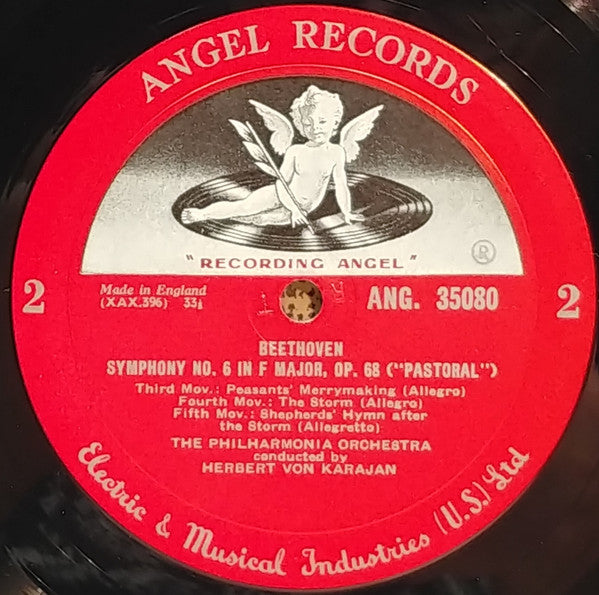 ANGEL RECORDS
"RECORDING ANGEL"
®
2
Made in England
(XAX.396) 33⅓
ANG. 35080
2
BEETHOVEN
SYMPHONY NO. 6 IN F MAJOR, OP. 68 ("PASTORAL")
Third Mov.: Peasants' Merrymaking (Allegro)
Fourth Mov.: The Storm (Allegro)
Fifth Mov.: Shepherds' Hymn after
the Storm (Allegretto)
THE PHILHARMONIA ORCHESTRA
conducted by
HERBERT VON KARAJAN
Electric & Musical Industries (U.S.) Ltd